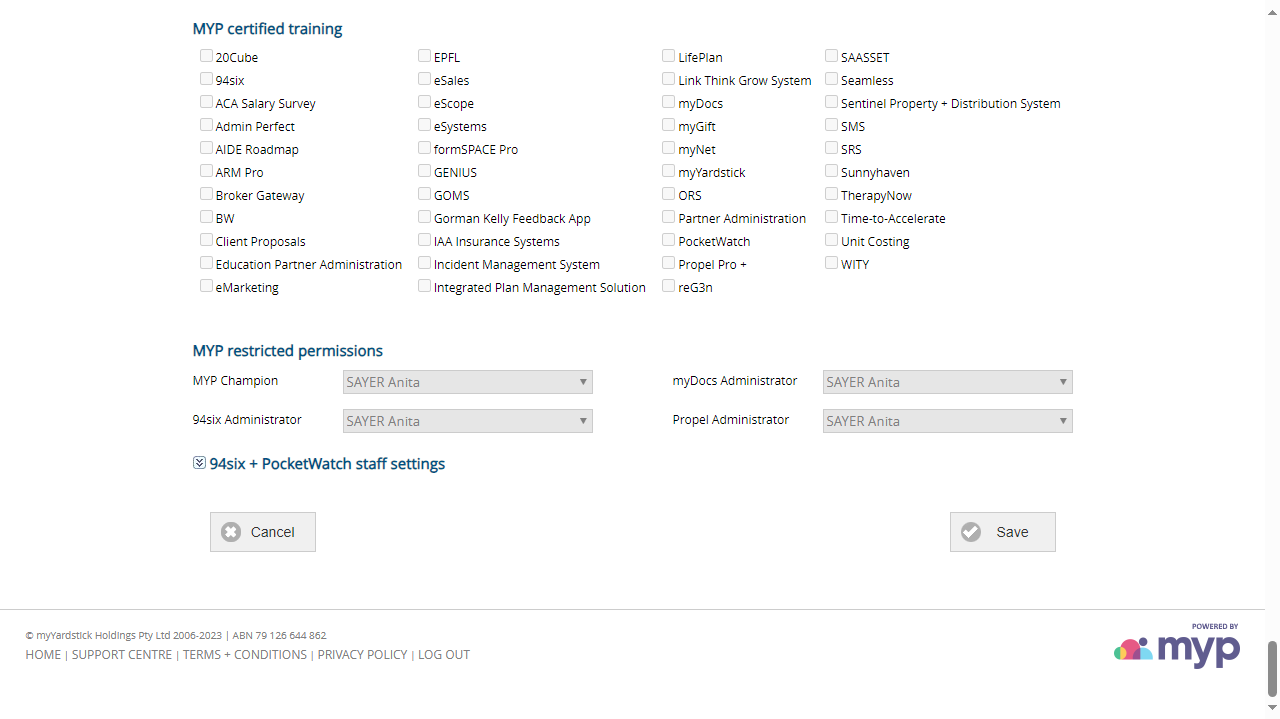 MYP certified training
20Cube EPFL LifePlan SAASSET
94six eSales Link Think Grow System Seamless
ACA Salary Survey eScope myDocs Sentinel Property + Distribution System
Admin Perfect eSystems myGift SMS
AIDE Roadmap formSPACE Pro myNet SRS
ARM Pro GENIUS myYardstick Sunnyhaven
Broker Gateway GOMS ORS TherapyNow
BW Gorman Kelly Feedback App Partner Administration Time-to-Accelerate
Client Proposals IAA Insurance Systems PocketWatch Unit Costing
Education Partner Administration Incident Management System Propel Pro + WITY
eMarketing Integrated Plan Management Solution reG3n
MYP restricted permissions
MYP Champion SAYER Anita myDocs Administrator SAYER Anita
94six Administrator SAYER Anita Propel Administrator SAYER Anita
94six + PocketWatch staff settings
Cancel Save
© myYardstick Holdings Pty Ltd 2006-2023 | ABN 79 126 644 862
HOME | SUPPORT CENTRE | TERMS + CONDITIONS | PRIVACY POLICY | LOG OUT
POWERED BY
myp